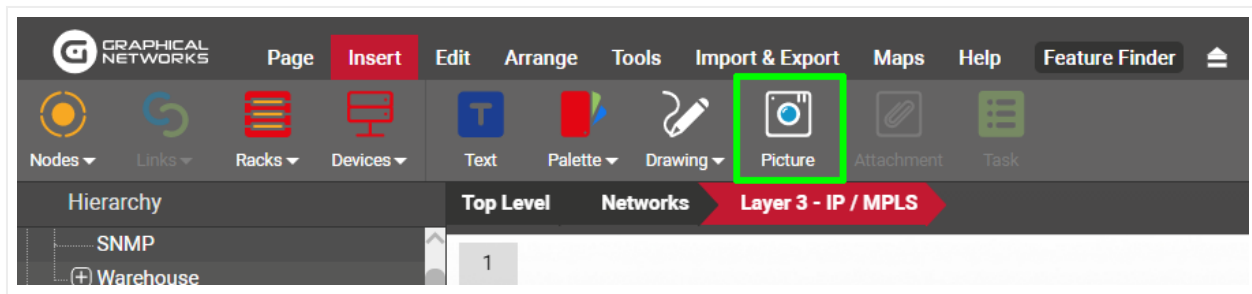 GRAPHICAL
NETWORKS
Page Insert Edit Arrange Tools Import & Export Maps Help Feature Finder
Nodes Links Racks Devices Text Palette Drawing Picture Attachment Task
Hierarchy Top Level Networks Layer 3 - IP / MPLS
SNMP
1
Warehouse